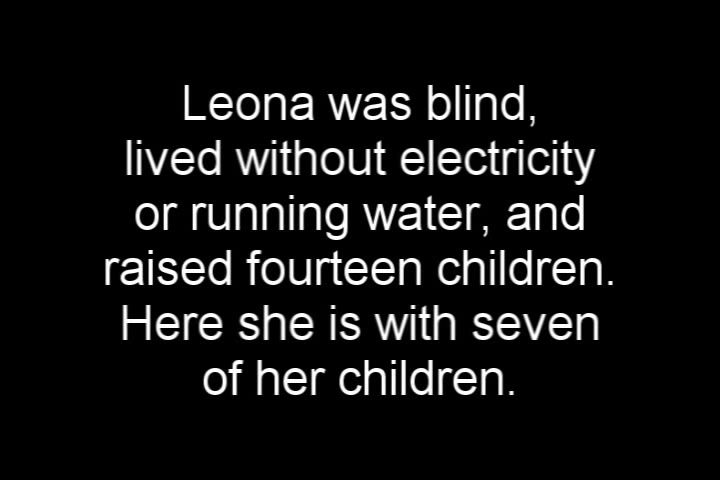 Leona was blind,
lived without electricity
or running water, and
raised fourteen children.
Here she is with seven
of her children.